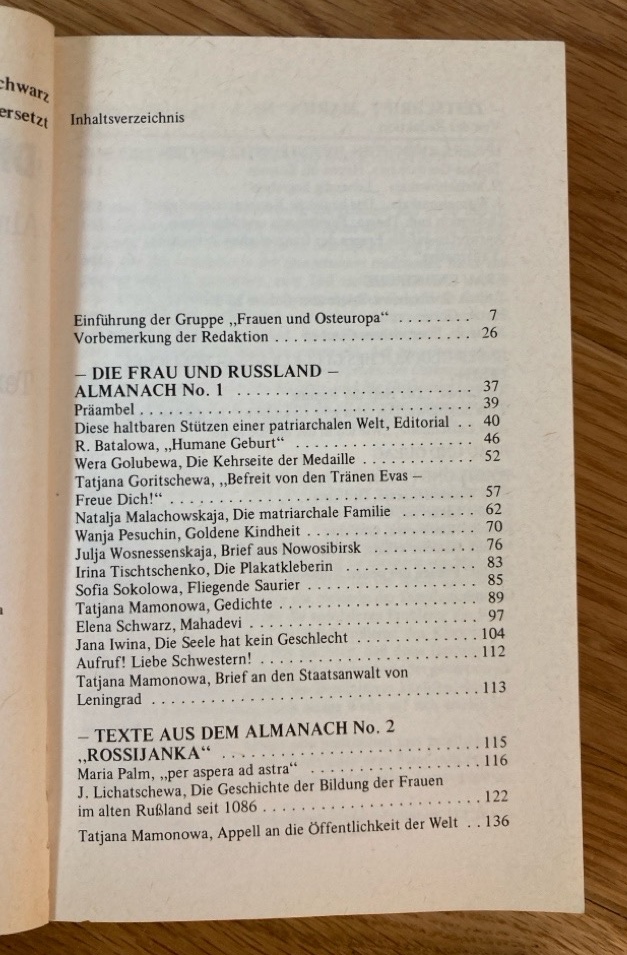 chwarz
ersetzt
Inhaltsverzeichnis
Einführung der Gruppe „Frauen und Osteuropa“ . . . . . . . . 7
Vorbemerkung der Redaktion . . . . . . . . . . . . . . . . . . . . . . 26
– DIE FRAU UND RUSSLAND –
ALMANACH No. 1 . . . . . . . . . . . . . . . . . . . . . . . . . . . 37
Präambel . . . . . . . . . . . . . . . . . . . . . . . . . . . . . . . . . . . . . 39
Diese haltbaren Stützen einer patriarchalen Welt, Editorial . . 40
R. Batalowa, „Humane Geburt“ . . . . . . . . . . . . . . . . . . . . 46
Wera Golubewa, Die Kehrseite der Medaille . . . . . . . . . . . . 52
Tatjana Goritschewa, „Befreit von den Tränen Evas –
Freue Dich!“ . . . . . . . . . . . . . . . . . . . . . . . . . . . . . . . . . . 57
Natalja Malachowskaja, Die matriarchale Familie . . . . . . . . 62
Wanja Pesuchin, Goldene Kindheit . . . . . . . . . . . . . . . . . . 70
Julja Wosnessenskaja, Brief aus Nowosibirsk . . . . . . . . . . . 76
Irina Tischtschenko, Die Plakatkleberin . . . . . . . . . . . . . . . 83
Sofia Sokolowa, Fliegende Saurier . . . . . . . . . . . . . . . . . . . 85
Tatjana Mamonowa, Gedichte . . . . . . . . . . . . . . . . . . . . . . 89
Elena Schwarz, Mahadevi . . . . . . . . . . . . . . . . . . . . . . . . . 97
Jana Iwina, Die Seele hat kein Geschlecht . . . . . . . . . . . . . 104
Aufruf! Liebe Schwestern! . . . . . . . . . . . . . . . . . . . . . . . . 112
Tatjana Mamonowa, Brief an den Staatsanwalt von
Leningrad . . . . . . . . . . . . . . . . . . . . . . . . . . . . . . . . . . . . 113
– TEXTE AUS DEM ALMANACH No. 2
„ROSSIJANKA“ . . . . . . . . . . . . . . . . . . . . . . . . . . . . . 115
Maria Palm, „per aspera ad astra“ . . . . . . . . . . . . . . . . . . 116
J. Lichatschewa, Die Geschichte der Bildung der Frauen
im alten Rußland seit 1086 . . . . . . . . . . . . . . . . . . . . . . . . 122
Tatjana Mamonowa, Appell an die Öffentlichkeit der Welt . . 136